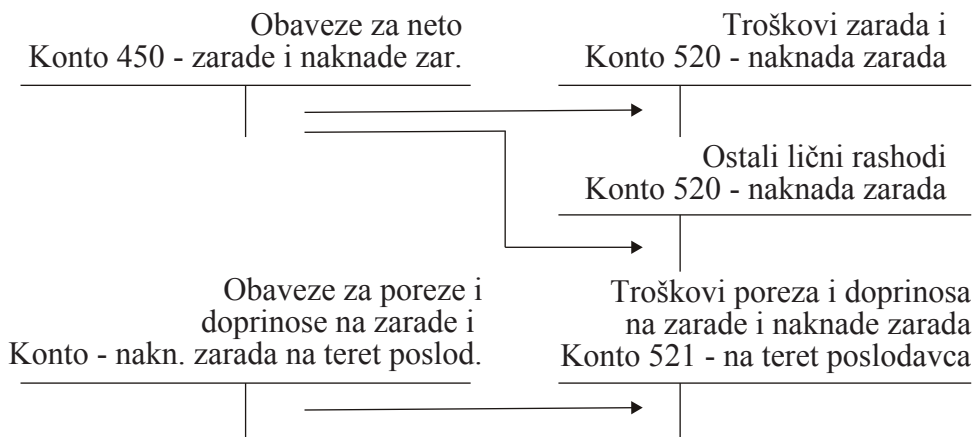 Obaveze za neto
Konto 450 - zarade i naknade zar.
Troškovi zarada i
Konto 520 - naknada zarada
Ostali lični rashodi
Konto 520 - naknada zarada
Obaveze za poreze i
doprinose na zarade i
Konto - nakn. zarada na teret poslod.
Troškovi poreza i doprinosa
na zarade i naknade zarada
Konto 521 - na teret poslodavca